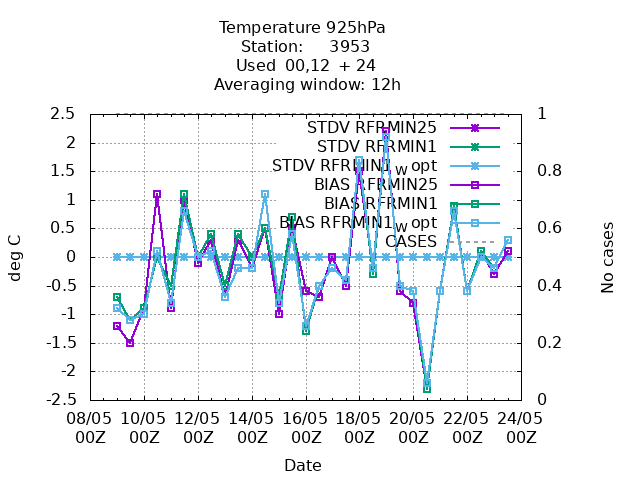 Temperature 925hPa
Station: 3953
Used 00,12 + 24
Averaging window: 12h
2.5 1
STDV RFRMIN25
2
STDV RFRMIN1
1.5 0.8
STDV RFRMIN1w opt
BIAS RFRMIN25
1
BIAS RFRMIN1
0.5 0.6
BIAS RFRMIN1w opt
CASES
0
-0.5 0.4
-1
-1.5 0.2
-2
-2.5 0
deg C
No cases
08/05 10/05 12/05 14/05 16/05 18/05 20/05 22/05 24/05
00Z 00Z 00Z 00Z 00Z 00Z 00Z 00Z 00Z
Date